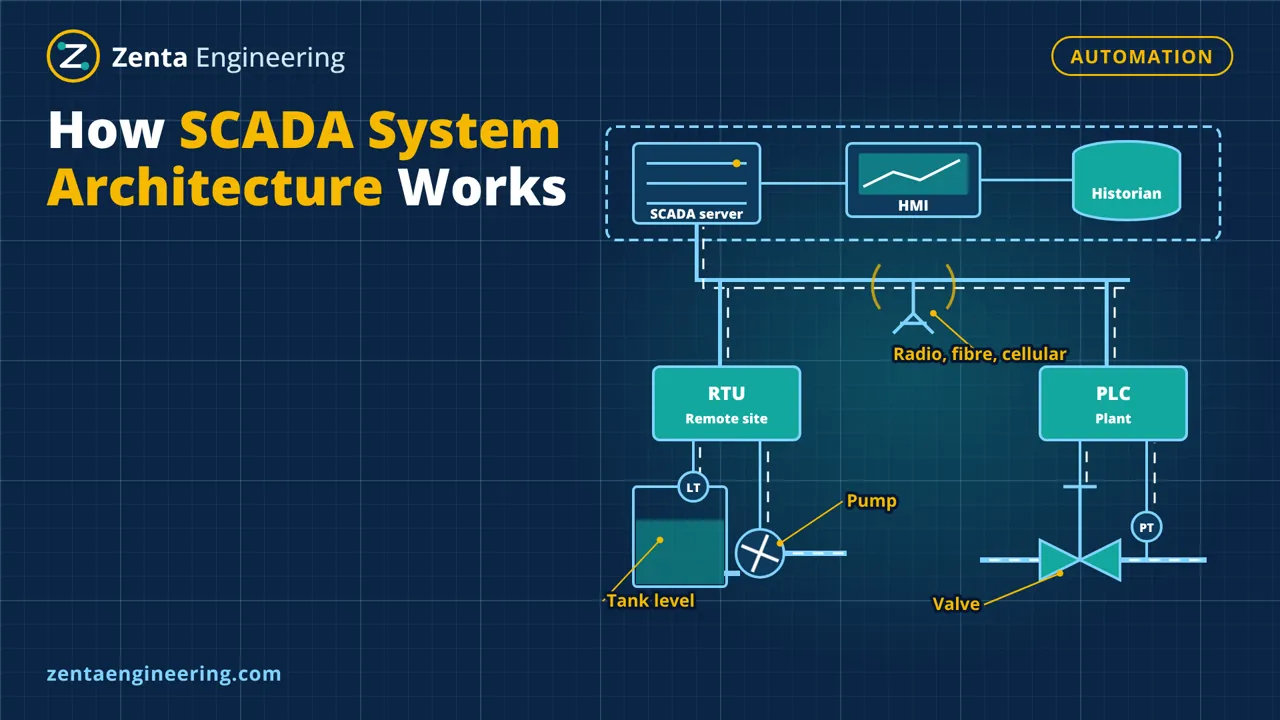 Zenta Engineering
AUTOMATION
How SCADA System
Architecture Works
SCADA server
HMI
Historian
Radio, fibre, cellular
RTU
Remote site
PLC
Plant
LT
Pump
PT
Tank level
Valve
zentaengineering.com